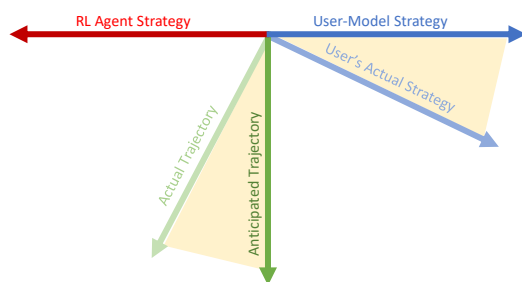 RL Agent Strategy
User-Model Strategy
User's Actual Strategy
Actual Trajectory
Anticipated Trajectory